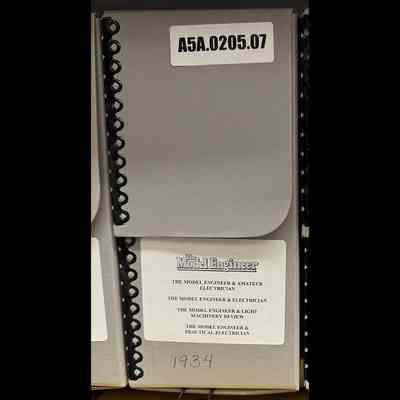 A5A.0205.07
THE
Model Engineer
THE MODEL ENGINEER & AMATEUR
ELECTRICIAN
THE MODEL ENGINEER & ELECTRICIAN
THE MODEL ENGINEER & LIGHT
MACHINERY REVIEW
THE MODEL ENGINEER &
PRACTICAL ELECTRICIAN
1934